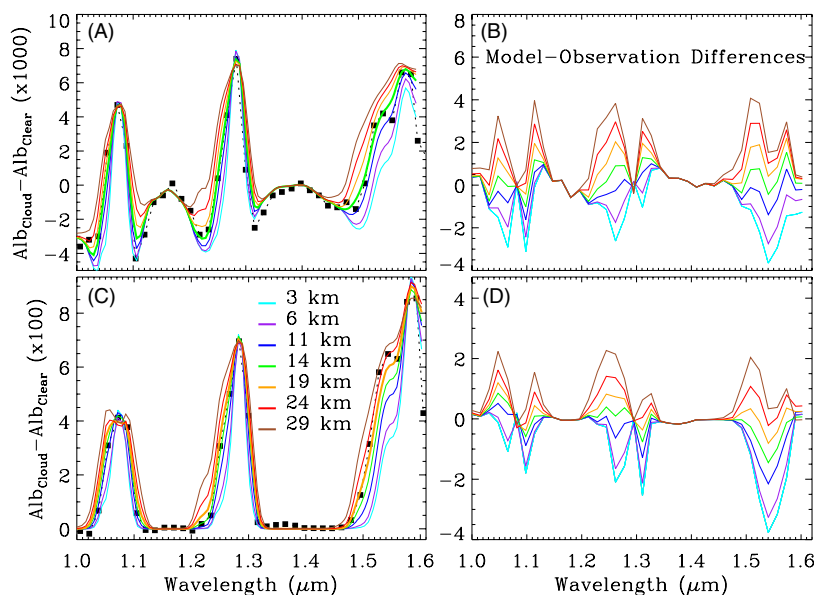 (A)
(B)
Model-Observation Differences
Alb_Cloud-Alb_Clear (x1000)
10
8
6
4
2
0
-2
-4
4
2
0
-2
-4
(C)
(D)
3 km
6 km
11 km
14 km
19 km
24 km
29 km
Alb_Cloud-Alb_Clear (x100)
8
6
4
2
0
4
2
0
-2
-4
1.0 1.1 1.2 1.3 1.4 1.5 1.6
1.0 1.1 1.2 1.3 1.4 1.5 1.6
Wavelength (μm)
Wavelength (μm)